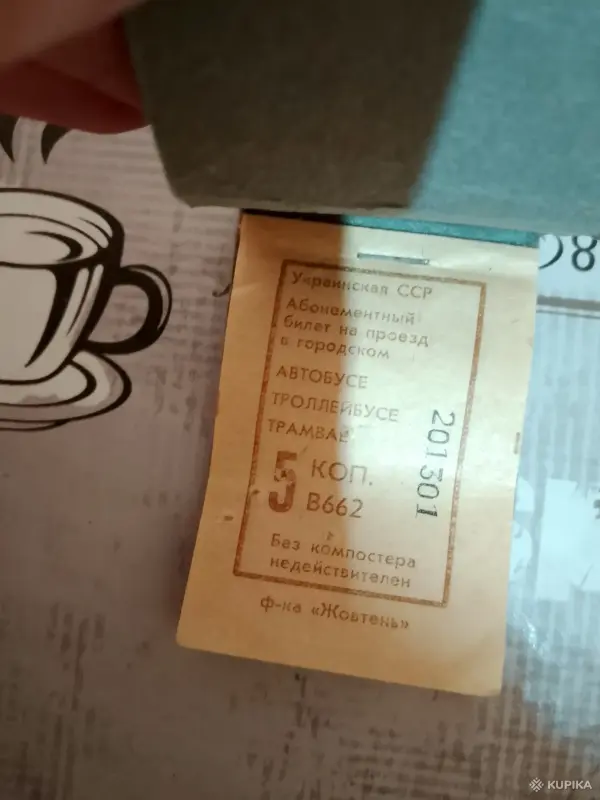 Украинская ССР
Абонементный
билет на проезд
в городском
АВТОБУСЕ
ТРОЛЛЕЙБУСЕ
ТРАМВАЕ
5 КОП.
В662
201301
Без компостера
недействителен
ф-ка «Жовтень»
KUPIKA